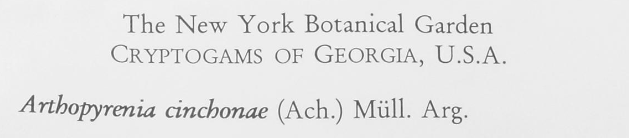 The New York Botanical Garden
CRYPTOGAMS OF GEORGIA, U.S.A.
Arthopyrenia cinchonae (Ach.) Müll. Arg.